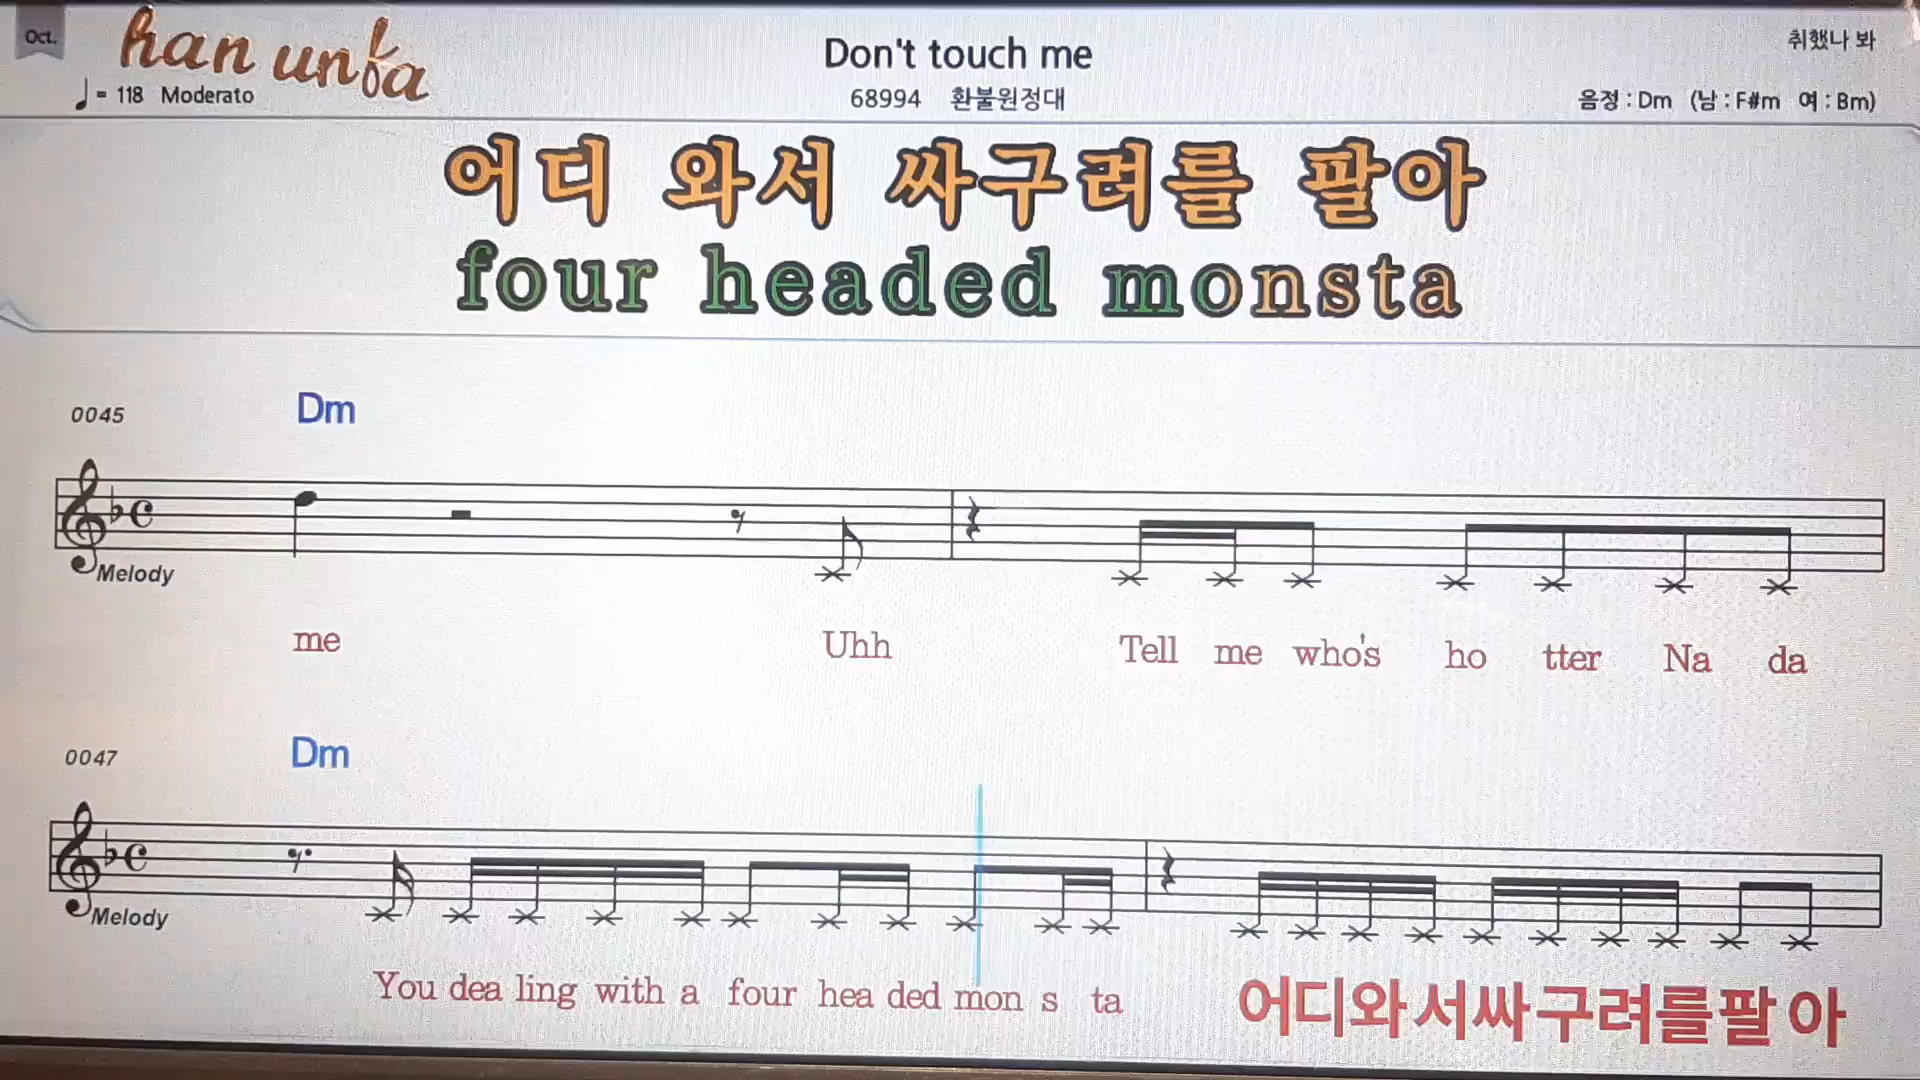 Oct.
han unfa
Don't touch me
취했나 봐
= 118 Moderato
68994 환불원정대
음정 : Dm (남 : F#m 여 : Bm)
어디 와서 싸구려를 팔아
four headed monsta
0045
Dm
Melody
me Uhh Tell me who's ho tter Na da
0047
Dm
Melody
You dea ling with a four hea ded mon s ta 어디와서싸구려를팔아